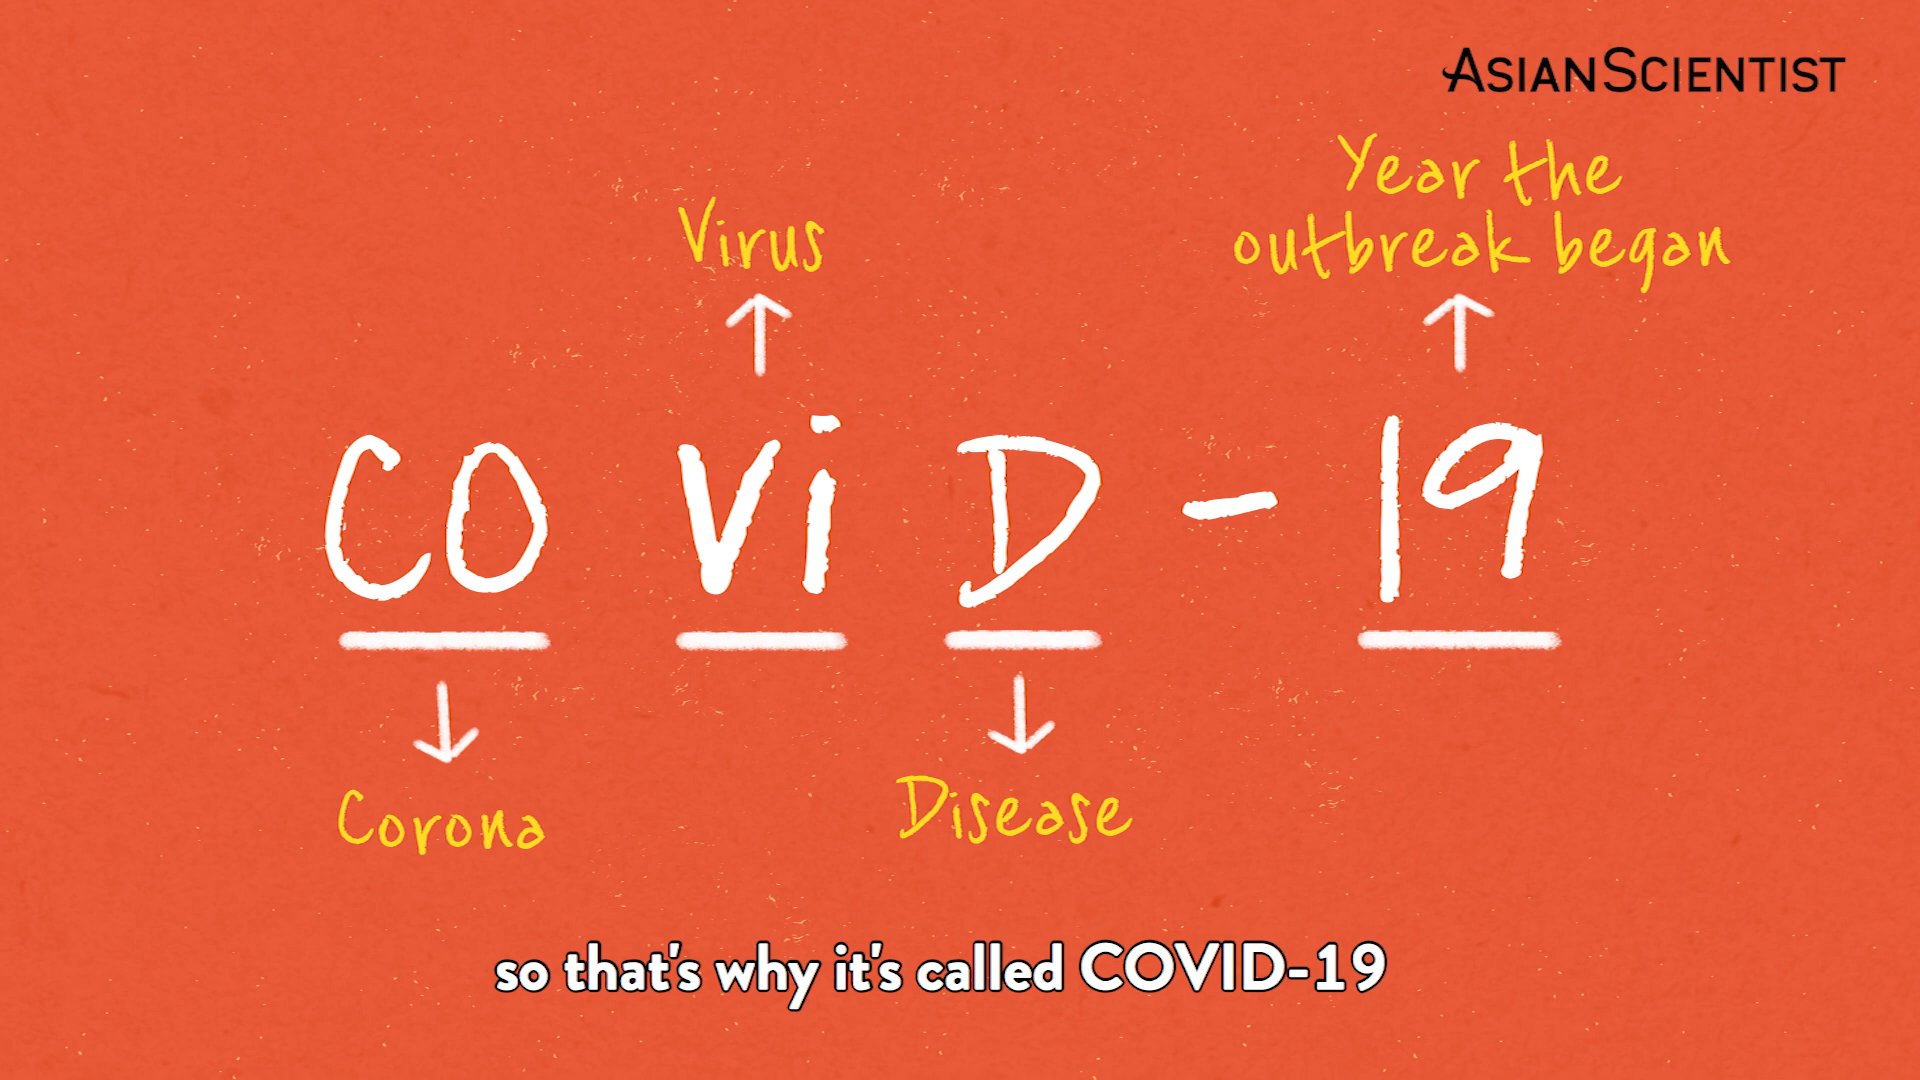 ASIANSCIENTIST
Year the
outbreak began
Virus
CO Vi D - 19
Corona
Disease
so that's why it's called COVID-19